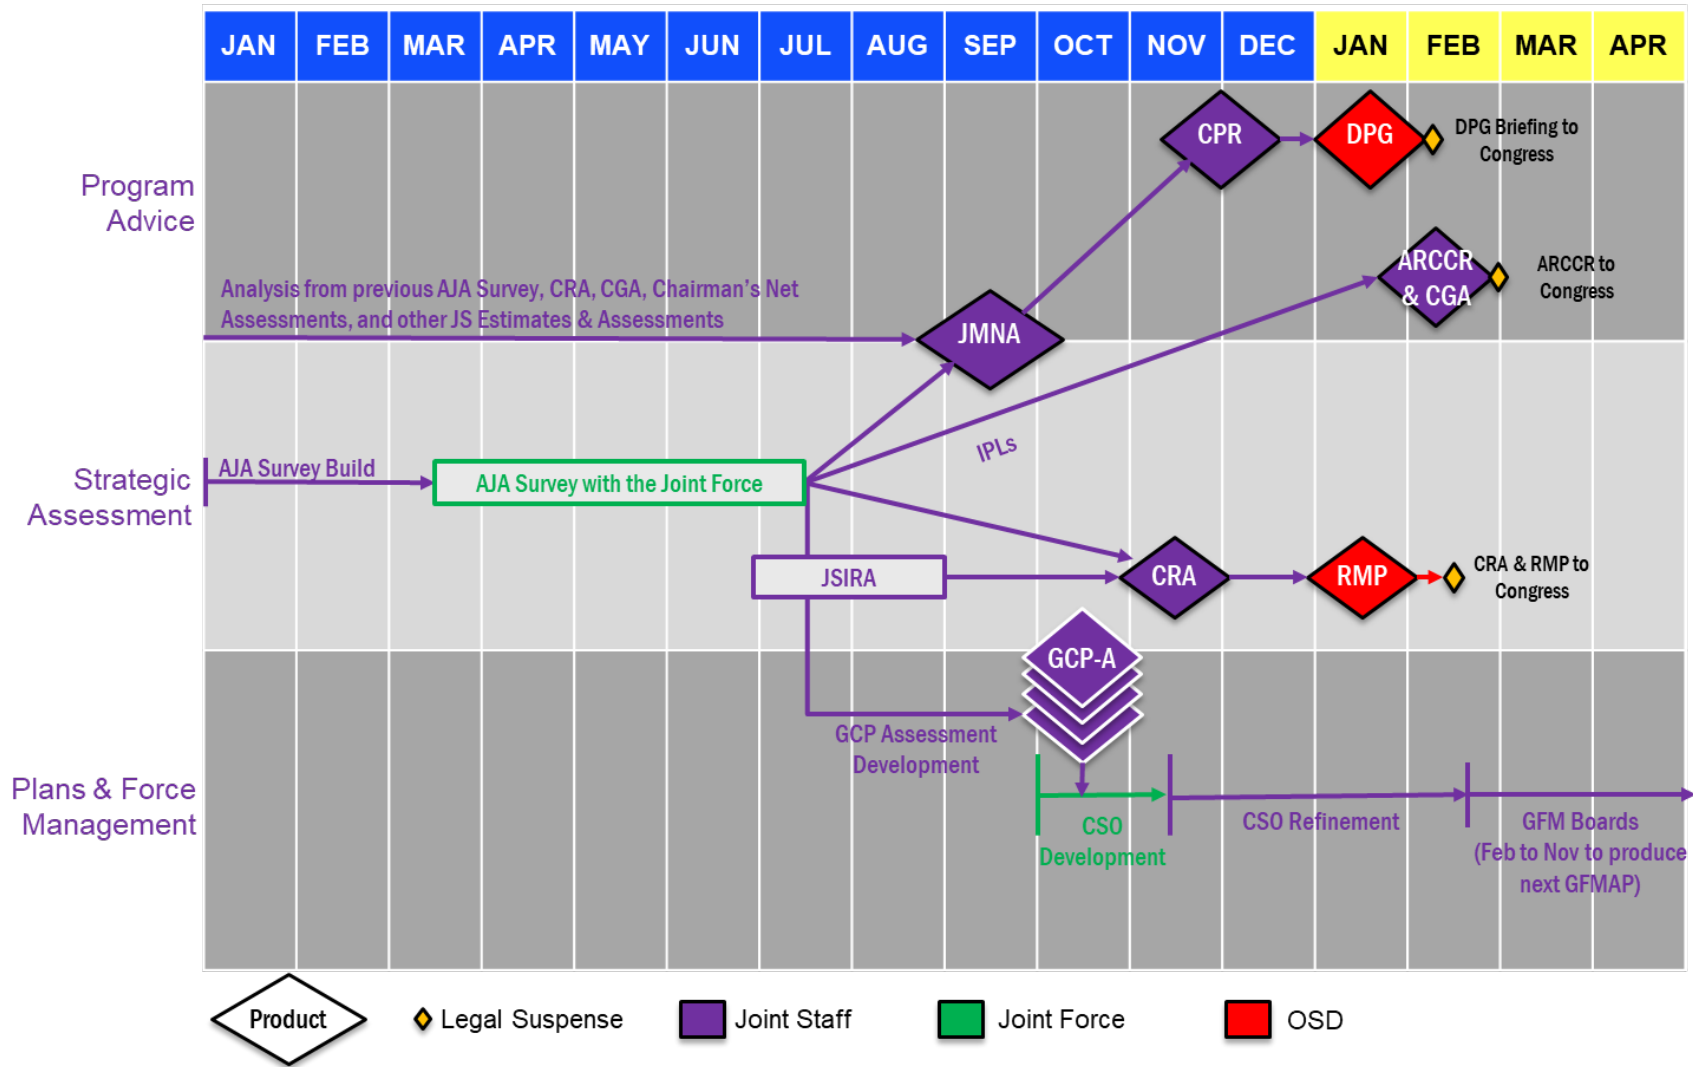 JAN FEB MAR APR MAY JUN JUL AUG SEP OCT NOV DEC JAN FEB MAR APR
Program
Advice
CPR
DPG
DPG Briefing to
Congress
ARCCR
& CGA
ARCCR to
Congress
Analysis from previous AJA Survey, CRA, CGA, Chairman's Net
Assessments, and other JS Estimates & Assessments
JMNA
Strategic
Assessment
AJA Survey Build
AJA Survey with the Joint Force
IPLs
JSIRA
CRA
RMP
CRA & RMP to
Congress
Plans & Force
Management
GCP-A
GCP Assessment
Development
CSO
Development
CSO Refinement
GFM Boards
(Feb to Nov to produce
next GFMAP)
Product
Legal Suspense
Joint Staff
Joint Force
OSD